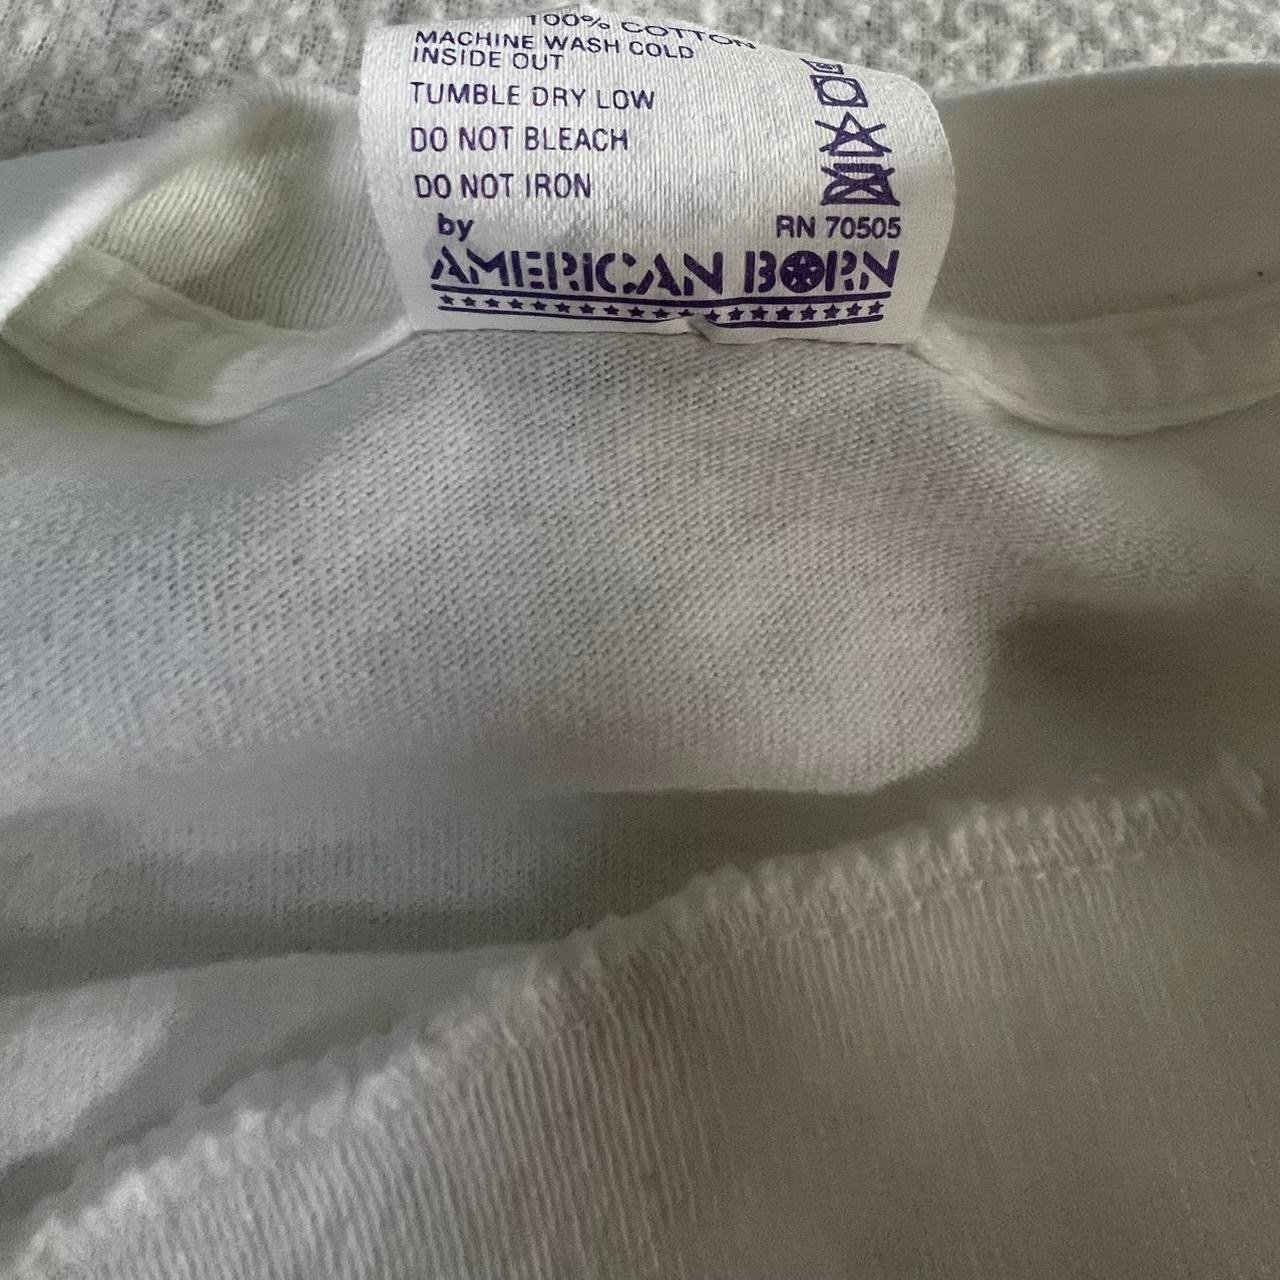 100% COTTON
MACHINE WASH COLD
INSIDE OUT
TUMBLE DRY LOW
DO NOT BLEACH
DO NOT IRON
by
RN 70505
AMERICAN BORN